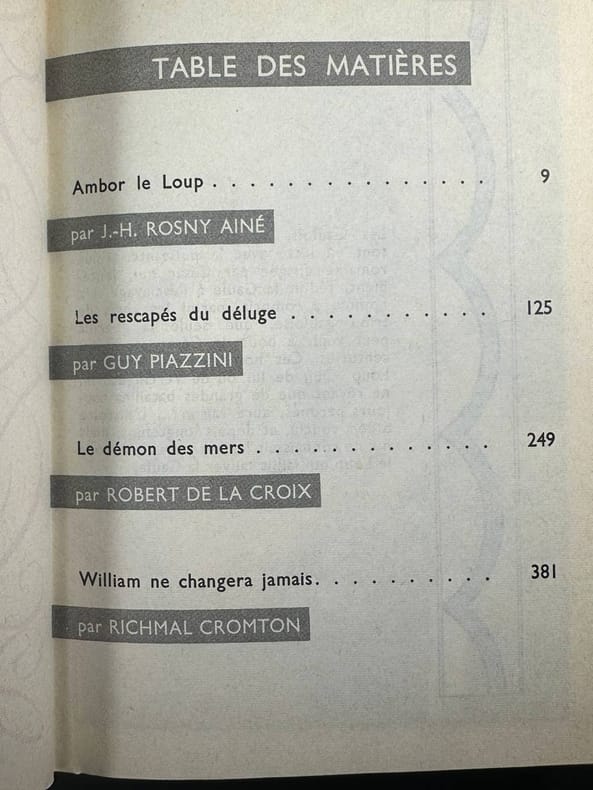 TABLE DES MATIÈRES
Ambor le Loup . . . . . . . . . . . . . . . 9
par J.-H. ROSNY AINÉ
Les rescapés du déluge . . . . . . . . . . . 125
par GUY PIAZZINI
Le démon des mers . . . . . . . . . . . . . 249
par ROBERT DE LA CROIX
William ne changera jamais. . . . . . . . . . 381
par RICHMAL CROMTON